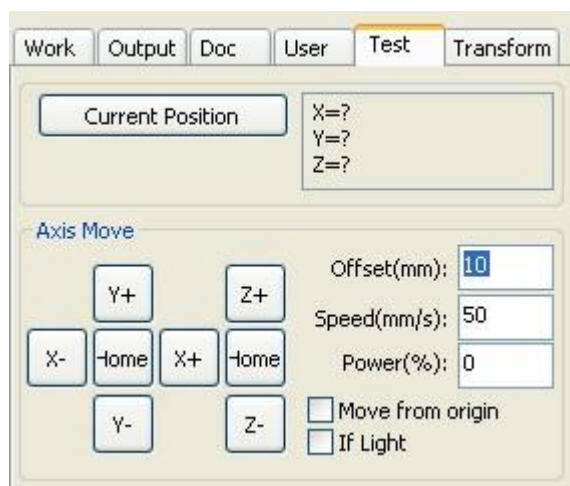 Work Output Doc User Test Transform
Current Position
X=?
Y=?
Z=?
Axis Move
Offset(mm): 10
Y+ Z+
Speed(mm/s): 50
X- Home X+ Home
Power(%): 0
Y- Z-
Move from origin
If Light